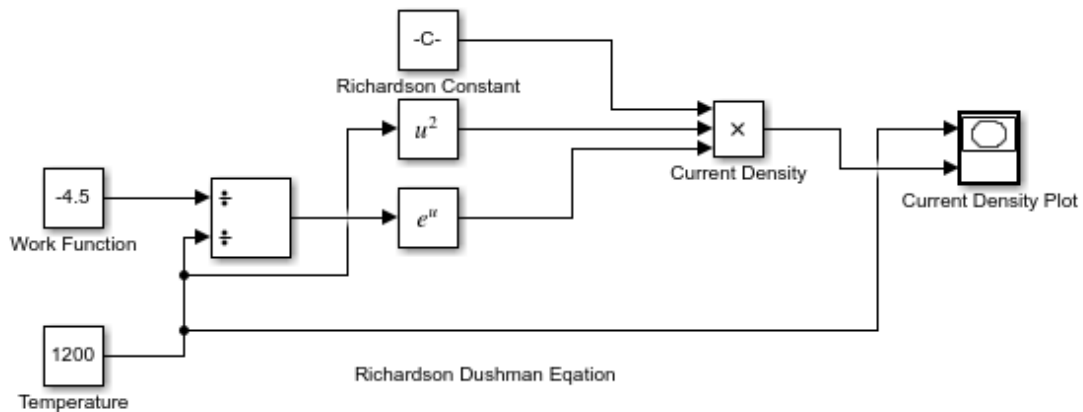 -C-
Richardson Constant
u²
×
Current Density
Current Density Plot
-4.5
Work Function
÷
÷
eᵘ
1200
Temperature
Richardson Dushman Eqation